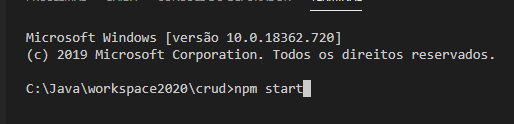 Microsoft Windows [versão 10.0.18362.720]
(c) 2019 Microsoft Corporation. Todos os direitos reservados.
C:\Java\workspace2020\crud>npm start